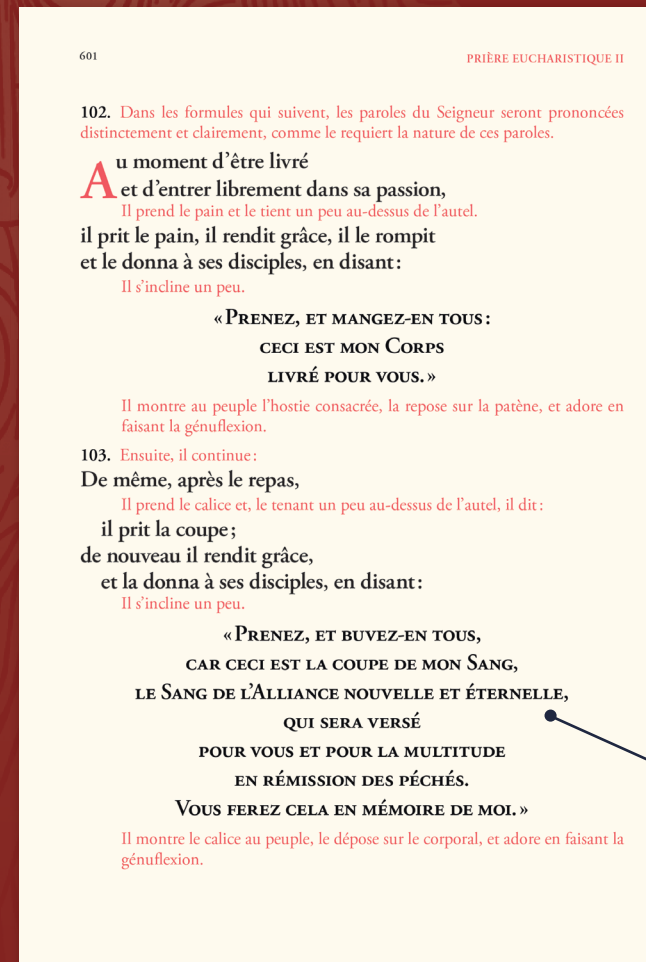 601
PRIÈRE EUCHARISTIQUE II
102. Dans les formules qui suivent, les paroles du Seigneur seront prononcées
distinctement et clairement, comme le requiert la nature de ces paroles.
Au moment d’être livré
et d’entrer librement dans sa passion,
Il prend le pain et le tient un peu au-dessus de l’autel.
il prit le pain, il rendit grâce, il le rompit
et le donna à ses disciples, en disant :
Il s’incline un peu.
« Prenez, et mangez-en tous :
ceci est mon Corps
livré pour vous. »
Il montre au peuple l’hostie consacrée, la repose sur la patène, et adore en
faisant la génuflexion.
103. Ensuite, il continue :
De même, après le repas,
Il prend le calice et, le tenant un peu au-dessus de l’autel, il dit :
il prit la coupe ;
de nouveau il rendit grâce,
et la donna à ses disciples, en disant :
Il s’incline un peu.
« Prenez, et buvez-en tous,
car ceci est la coupe de mon Sang,
le Sang de l’Alliance nouvelle et éternelle,
qui sera versé
pour vous et pour la multitude
en rémission des péchés.
Vous ferez cela en mémoire de moi. »
Il montre le calice au peuple, le dépose sur le corporal, et adore en faisant la
génuflexion.